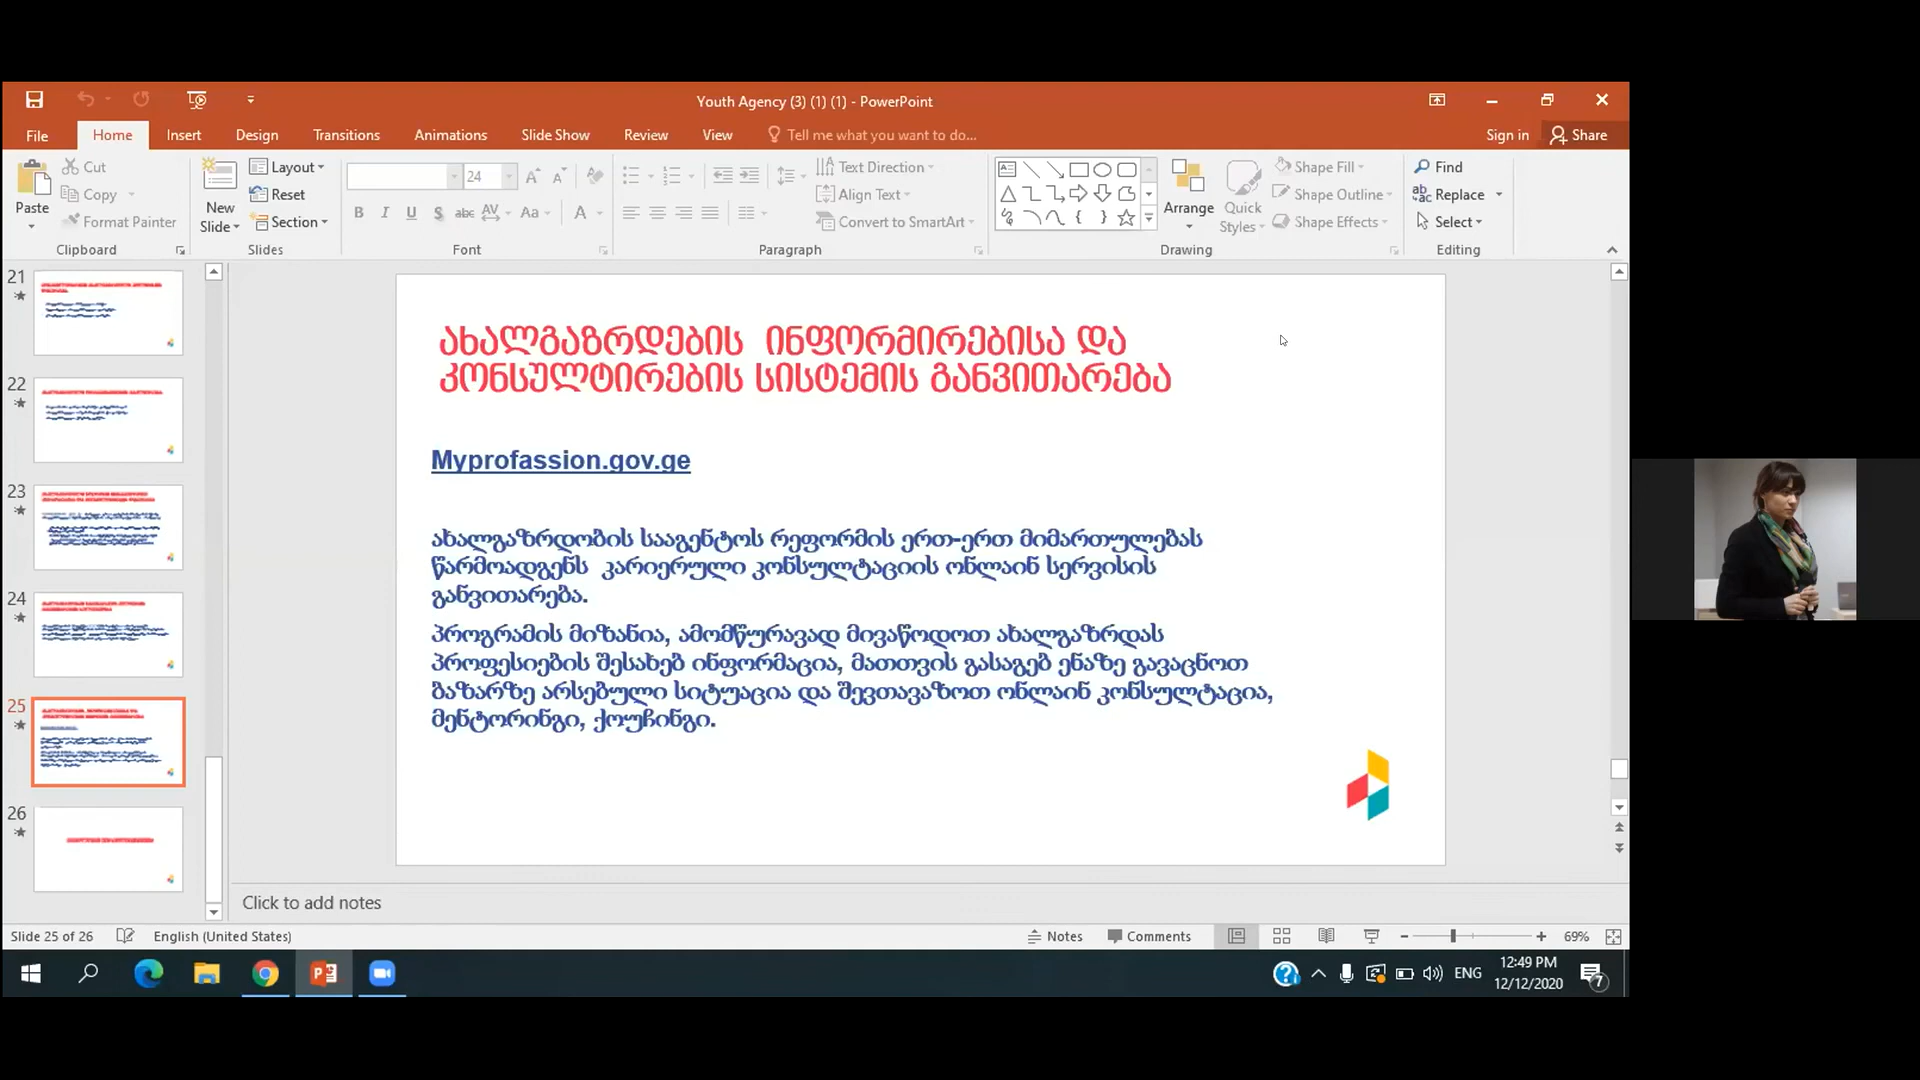 Youth Agency (3) (1) (1) - PowerPoint
File Home Insert Design Transitions Animations Slide Show Review View Tell me what you want to do... Sign in Share
Paste
Cut
Copy
Format Painter
Clipboard
New Slide
Layout
Reset
Section
Slides
24
B I U S abc AV Aa A
Font
Text Direction
Align Text
Convert to SmartArt
Paragraph
Arrange
Quick Styles
Shape Fill
Shape Outline
Shape Effects
Drawing
Find
Replace
Select
Editing
21
22
23
24
25
26
ახალგაზრდების ინფორმირებისა და
კონსულტირების სისტემის განვითარება
Myprofassion.gov.ge
ახალგაზრდობის სააგენტოს რეფორმის ერთ-ერთ მიმართულებას
წარმოადგენს კარიერული კონსულტაციის ონლაინ სერვისის
განვითარება.
პროგრამის მიზანია, ამომწურავად მივაწოდოთ ახალგაზრდას
პროფესიების შესახებ ინფორმაცია, მათთვის გასაგებ ენაზე გავაცნოთ
ბაზარზე არსებული სიტუაცია და შევთავაზოთ ონლაინ კონსულტაცია,
მენტორინგი, ქოუჩინგი.
Click to add notes
Slide 25 of 26 English (United States) Notes Comments 69%
ENG 12:49 PM
12/12/2020 7